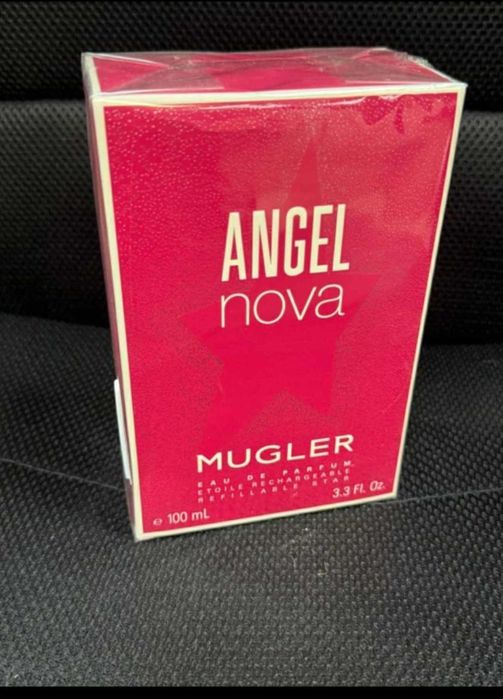 ANGEL
nova
MUGLER
EAU DE PARFUM
ETOILE RECHARGEABLE
REFILLABLE STAR
℮ 100 mL 3.3 Fl. Oz.